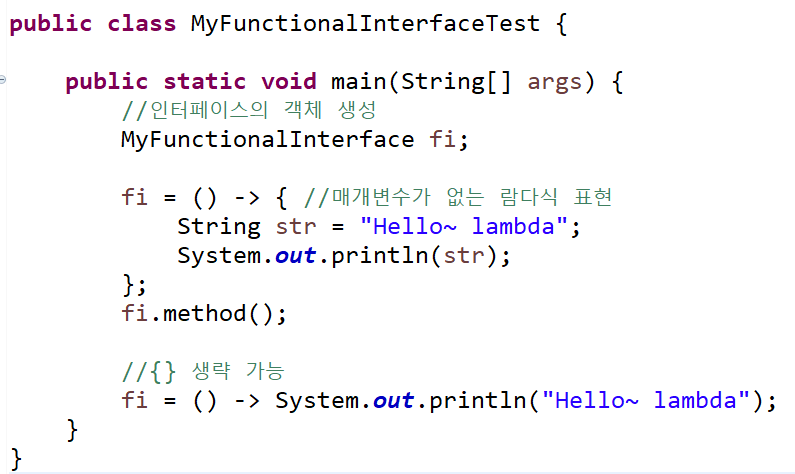 public class MyFunctionalInterfaceTest {
public static void main(String[] args) {
//인터페이스의 객체 생성
MyFunctionalInterface fi;
fi = () -> { //매개변수가 없는 람다식 표현
String str = "Hello~ lambda";
System.out.println(str);
};
fi.method();
//{} 생략 가능
fi = () -> System.out.println("Hello~ lambda");
}
}